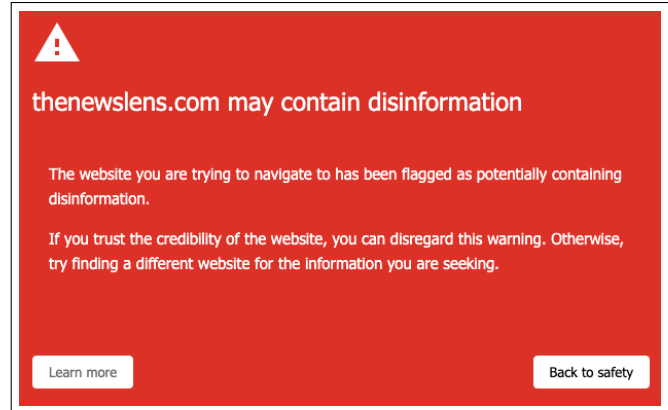 thenewslens.com may contain disinformation
The website you are trying to navigate to has been flagged as potentially containing
disinformation.
If you trust the credibility of the website, you can disregard this warning. Otherwise,
try finding a different website for the information you are seeking.
Learn more
Back to safety